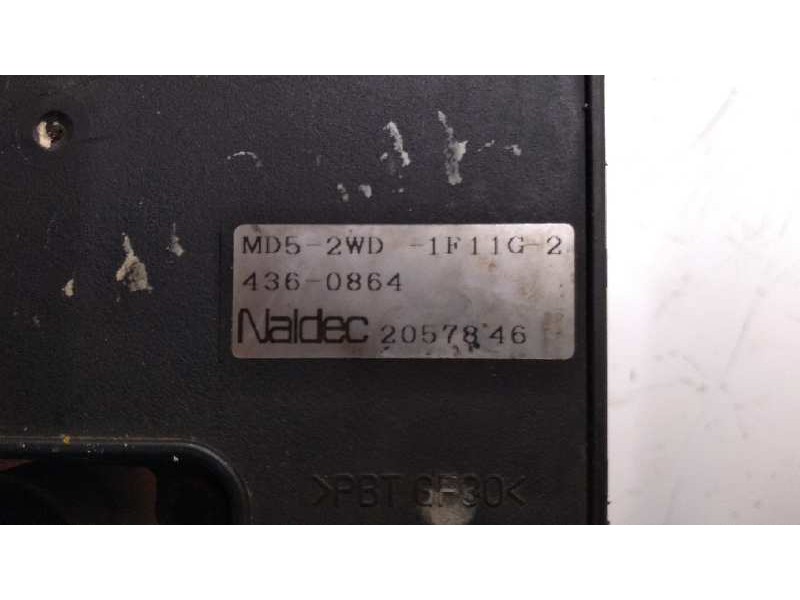 MD5-2WD -1F11G-2
436-0864
Naldec 2057846
>PBT GF30<